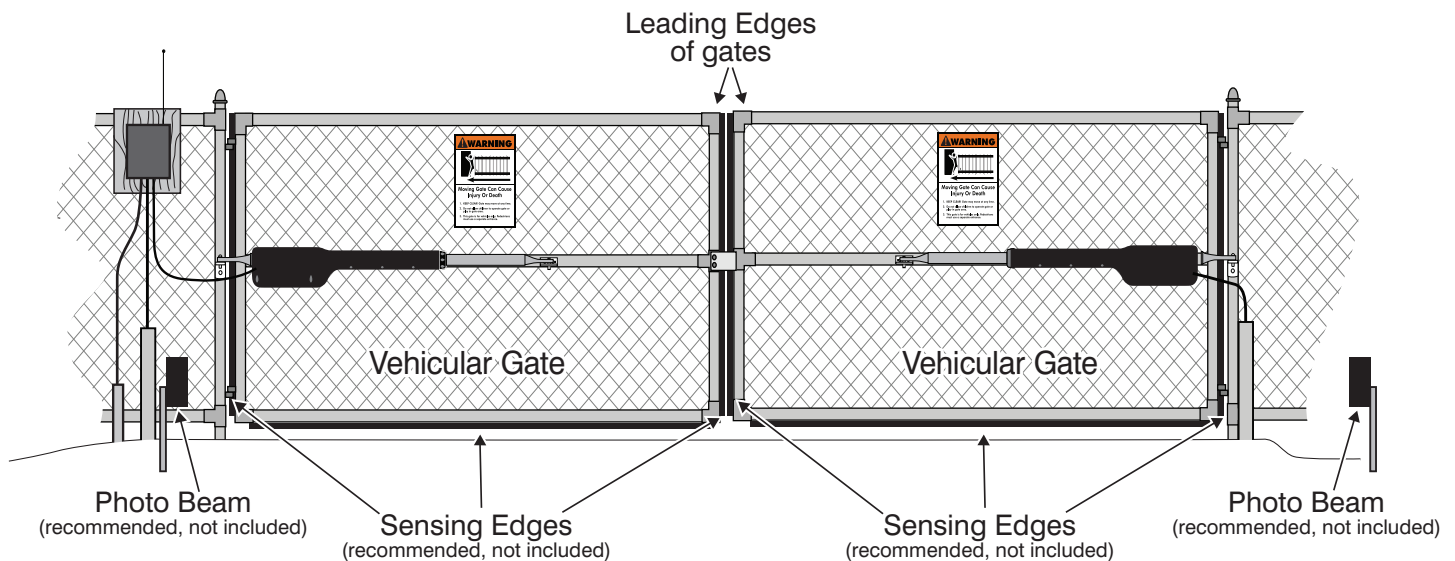 Leading Edges
of gates
WARNING
Moving Gate Can Cause
Injury Or Death
WARNING
Moving Gate Can Cause
Injury Or Death
Vehicular Gate
Vehicular Gate
Photo Beam
(recommended, not included)
Sensing Edges
(recommended, not included)
Sensing Edges
(recommended, not included)
Photo Beam
(recommended, not included)